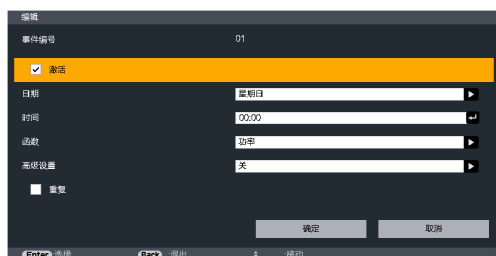 编辑
事件编号 01
激活
日期 星期日
时间 00:00
函数 功率
高级设置 关
重复
确定 取消
Enter :选择 Back :退出 :移动